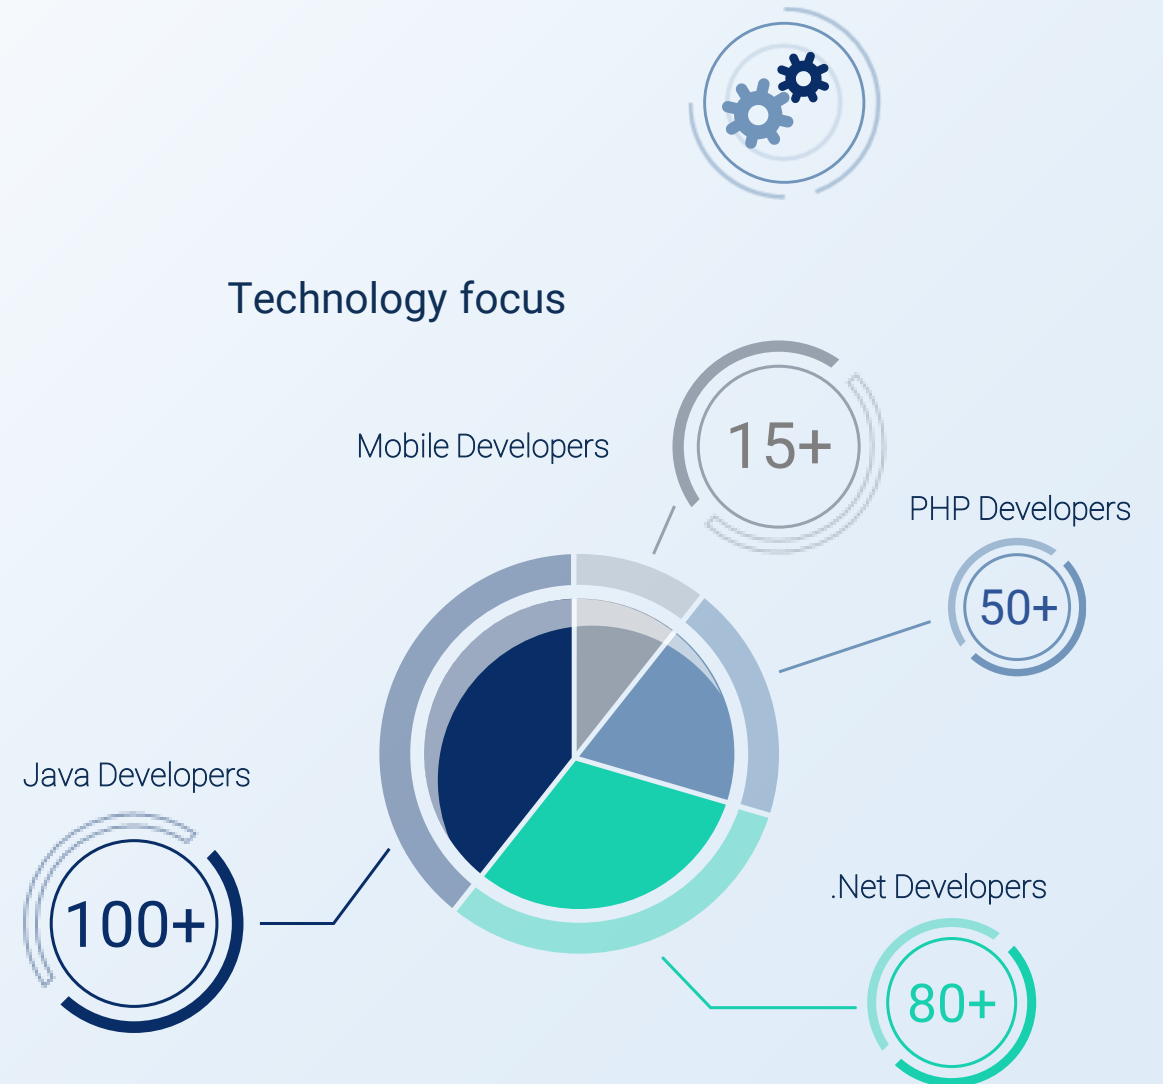 Technology focus
Mobile Developers
15+
PHP Developers
50+
Java Developers
100+
.Net Developers
80+